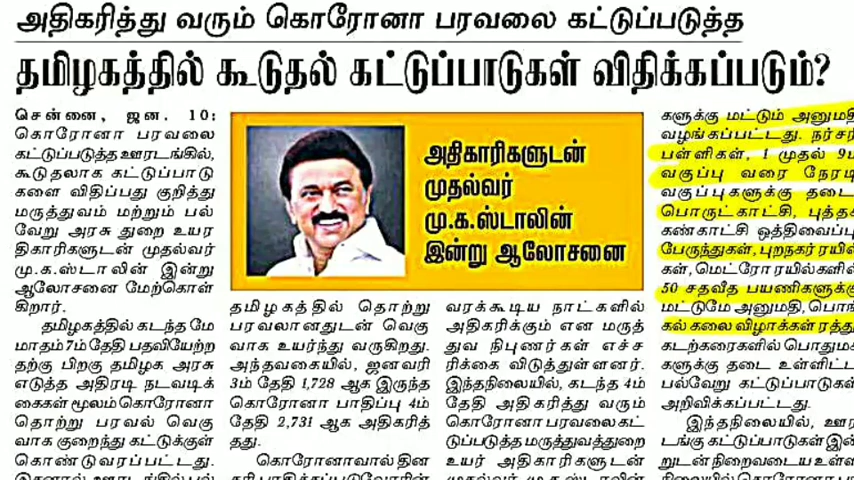 அதிகரித்து வரும் கொரோனா பரவலை கட்டுப்படுத்த
தமிழகத்தில் கூடுதல் கட்டுப்பாடுகள் விதிக்கப்படும்?
சென்னை, ஜன. 10:
கொரோனா பரவலை
கட்டுப்படுத்த ஊரடங்கில்,
கூடுதலாக கட்டுப்பாடு
களை விதிப்பது குறித்து
மருத்துவம் மற்றும் பல்
வேறு அரசு துறை உயர
திகாரிகளுடன் முதல்வர்
மு.க.ஸ்டாலின் இன்று
ஆலோசனை மேற்கொள்
கிறார்.
தமிழகத்தில் கடந்த மே
மாதம் 7ம் தேதி பதவியேற்ற
தற்கு பிறகு தமிழக அரசு
எடுத்த அதிரடி நடவடிக்
கைகள் மூலம் கொரோனா
தொற்று பரவல் வெகு
வாக குறைந்து கட்டுக்குள்
கொண்டுவரப்பட்டது.
அதிகாரிகளுடன்
முதல்வர்
மு.க.ஸ்டாலின்
இன்று ஆலோசனை
தமிழகத்தில் தொற்று
பரவலானதுடன் வெகு
வாக உயர்ந்து வருகிறது.
அந்தவகையில், ஜனவரி
3ம் தேதி 1,728 ஆக இருந்த
கொரோனா பாதிப்பு 4ம்
தேதி 2,731 ஆக அதிகரித்
தது.
கொரோனாவால் தின
வரக்கூடிய நாட்களில்
அதிகரிக்கும் என மருத்
துவ நிபுணர்கள் எச்ச
ரிக்கை விடுத்துள்ளனர்.
இந்தநிலையில், கடந்த 4ம்
தேதி அதிகரித்து வரும்
கொரோனா பரவலை கட்
டுப்படுத்த மருத்துவத்துறை
உயர் அதிகாரிகளுடன்
களுக்கு மட்டும் அனுமதி
வழங்கப்பட்டது. நர்சரி
பள்ளிகள், 1 முதல் 9ம்
வகுப்பு வரை நேரடி
வகுப்புகளுக்கு தடை,
பொருட்காட்சி, புத்தக
கண்காட்சி ஒத்திவைப்பு
பேருந்துகள், புறநகர் ரயில்
கள், மெட்ரோ ரயில்களில்
50 சதவீத பயணிகளுக்கு
மட்டுமே அனுமதி, பொங்
கல் கலை விழாக்கள் ரத்து
கடற்கரைகளில் பொதுமக்
களுக்கு தடை உள்ளிட்ட
பல்வேறு கட்டுப்பாடுகள்
அறிவிக்கப்பட்டது.
இந்தநிலையில், ஊர
டங்கு கட்டுப்பாடுகள் இன்
றுடன் நிறைவடைய உள்ள